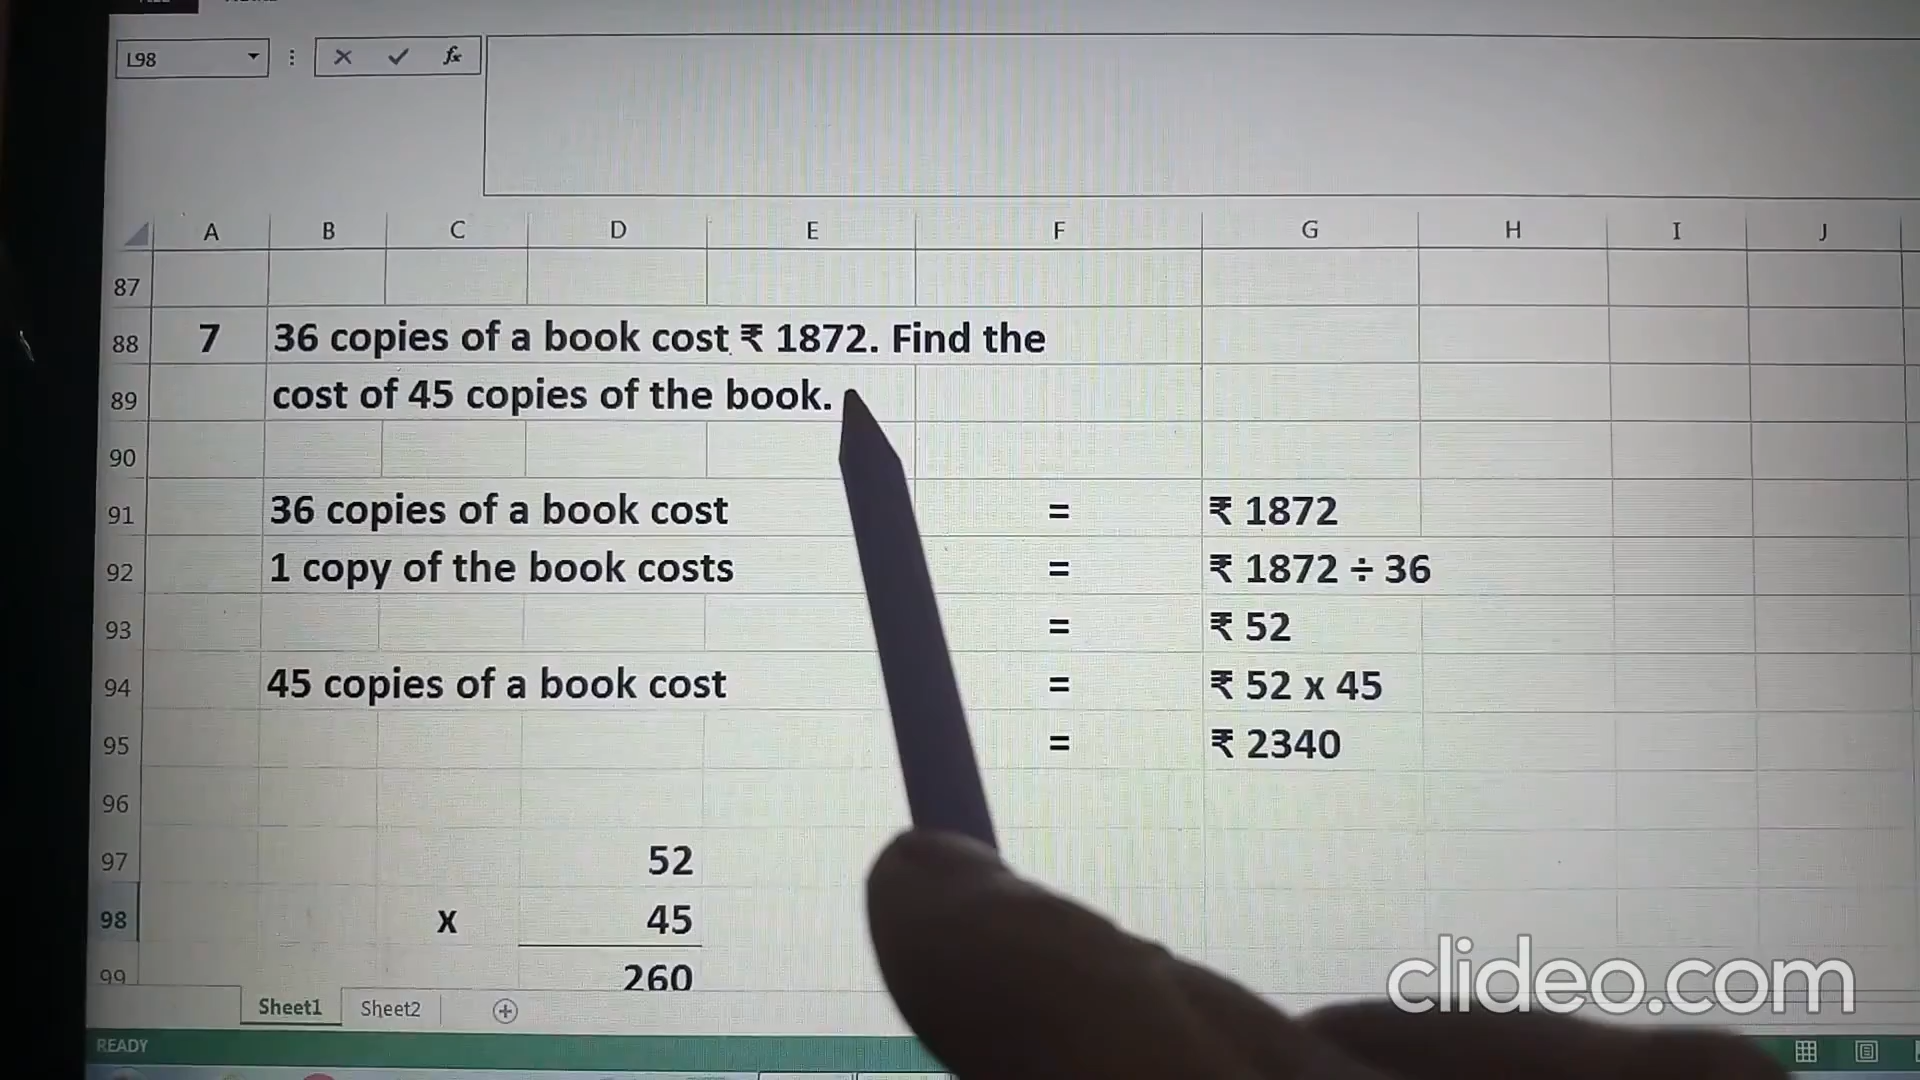 L98
fx
A B C D E F G H I J
87
88 7 36 copies of a book cost ₹ 1872. Find the
89 cost of 45 copies of the book.
90
91 36 copies of a book cost = ₹ 1872
92 1 copy of the book costs = ₹ 1872 ÷ 36
93 = ₹ 52
94 45 copies of a book cost = ₹ 52 x 45
95 = ₹ 2340
96
97 52
98 X 45
99 260
Sheet1 Sheet2
READY
clideo.com